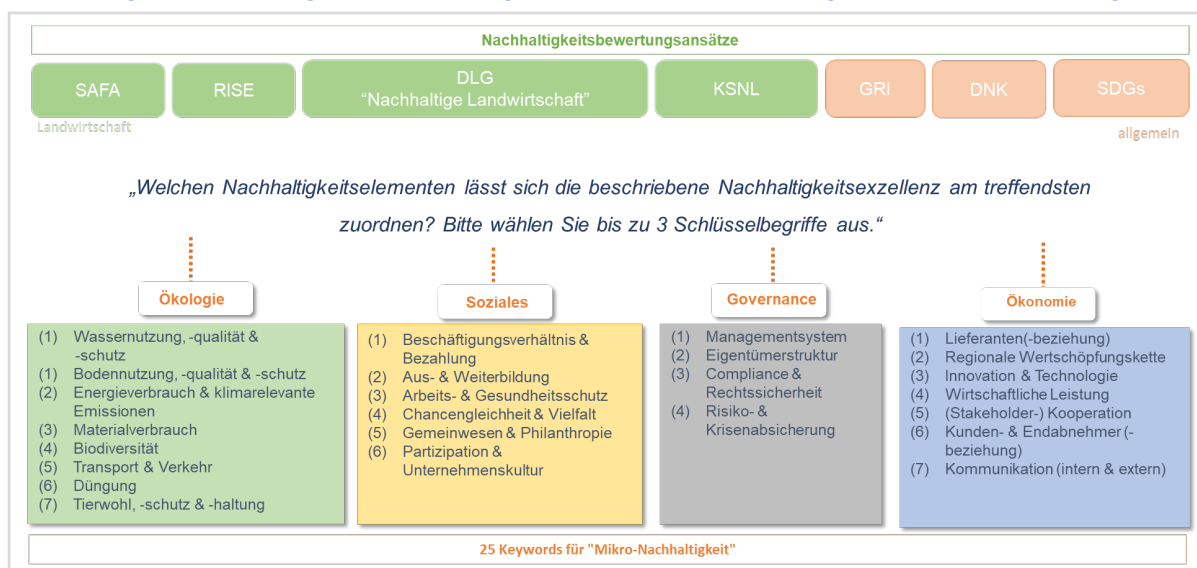 Nachhaltigkeitsbewertungsansätze
SAFA
RISE
DLG
“Nachhaltige Landwirtschaft”
KSNL
GRI
DNK
SDGs
Landwirtschaft
allgemein
„Welchen Nachhaltigkeitselementen lässt sich die beschriebene Nachhaltigkeitsexzellenz am treffendsten
zuordnen? Bitte wählen Sie bis zu 3 Schlüsselbegriffe aus.“
Ökologie
(1) Wassernutzung, -qualität &
-schutz
(1) Bodennutzung, -qualität & -schutz
(2) Energieverbrauch & klimarelevante
Emissionen
(3) Materialverbrauch
(4) Biodiversität
(5) Transport & Verkehr
(6) Düngung
(7) Tierwohl, -schutz & -haltung
Soziales
(1) Beschäftigungsverhältnis &
Bezahlung
(2) Aus- & Weiterbildung
(3) Arbeits- & Gesundheitsschutz
(4) Chancengleichheit & Vielfalt
(5) Gemeinwesen & Philanthropie
(6) Partizipation &
Unternehmenskultur
Governance
(1) Managementsystem
(2) Eigentümerstruktur
(3) Compliance &
Rechtssicherheit
(4) Risiko- &
Krisenabsicherung
Ökonomie
(1) Lieferanten(-beziehung)
(2) Regionale Wertschöpfungskette
(3) Innovation & Technologie
(4) Wirtschaftliche Leistung
(5) (Stakeholder-) Kooperation
(6) Kunden- & Endabnehmer (-
beziehung)
(7) Kommunikation (intern & extern)
25 Keywords für "Mikro-Nachhaltigkeit"